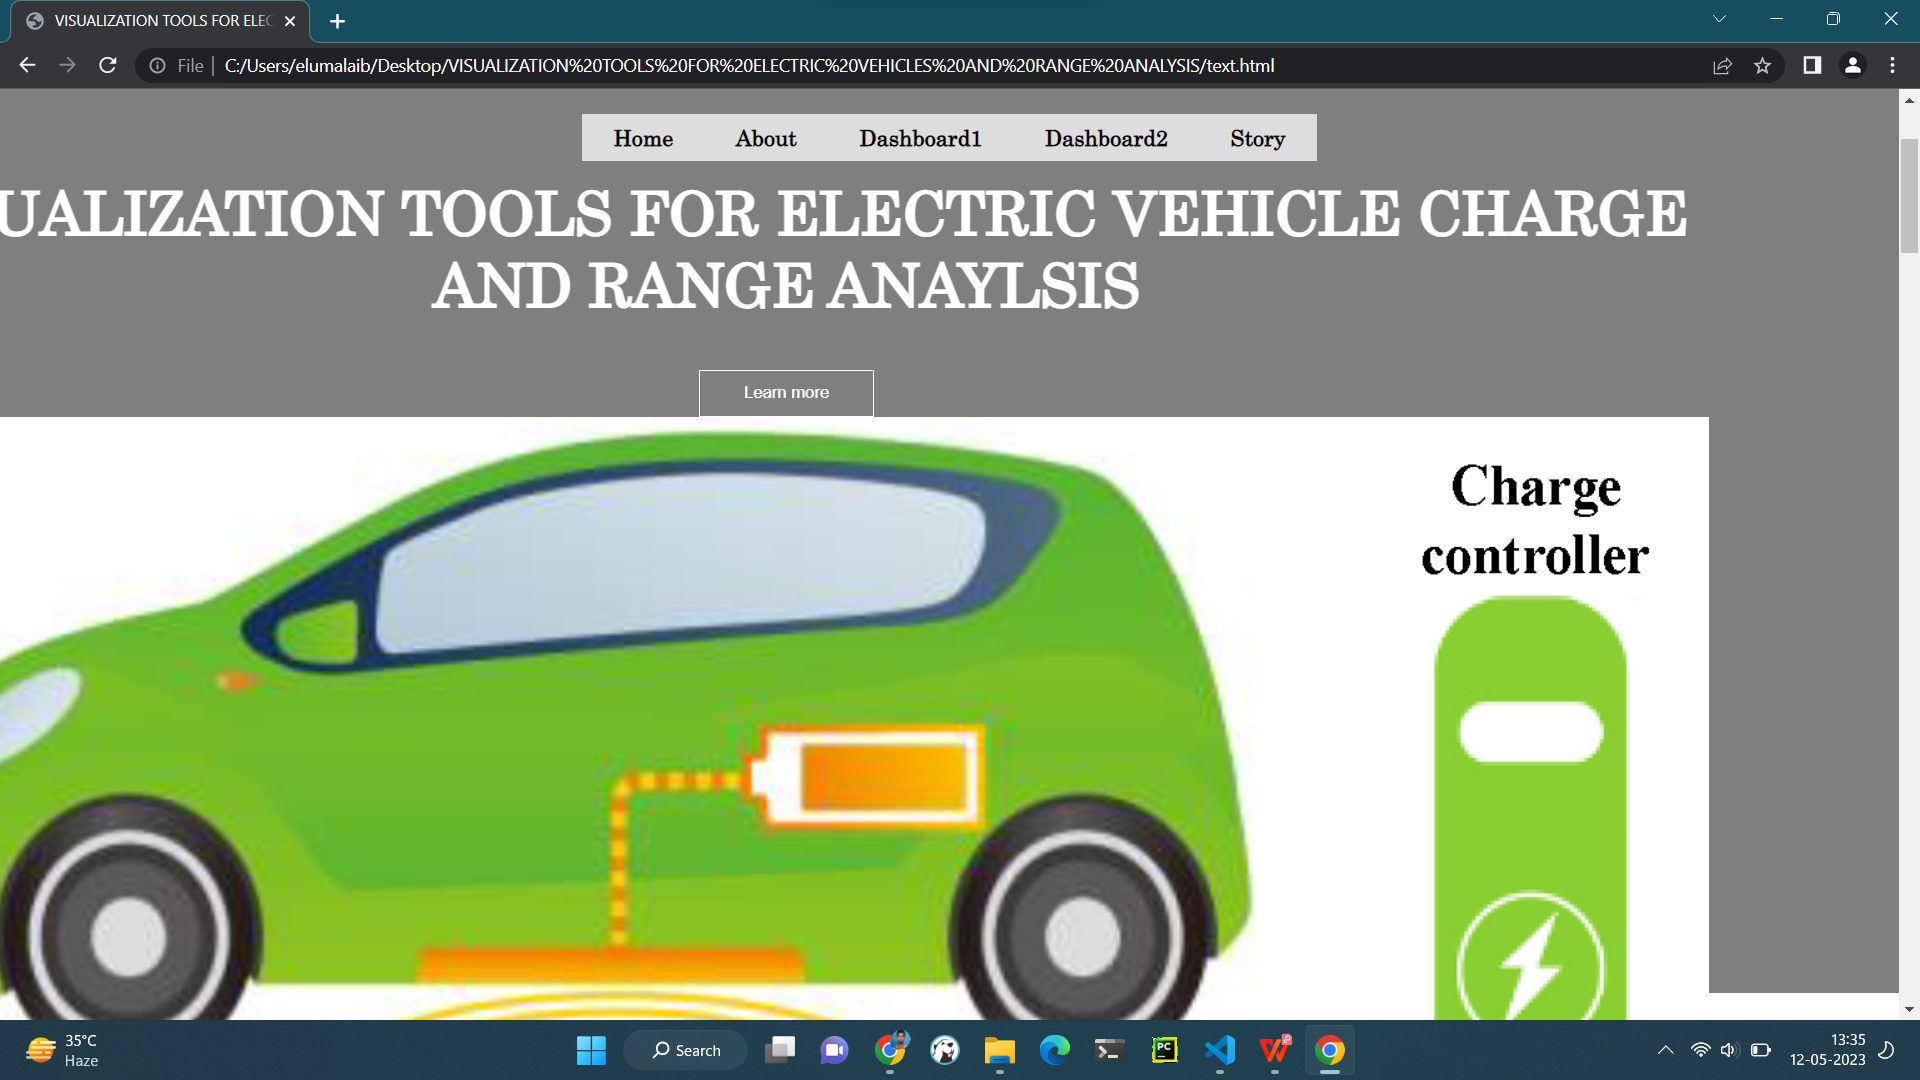 VISUALIZATION TOOLS FOR ELEC
File
C:/Users/elumalaib/Desktop/VISUALIZATION%20TOOLS%20FOR%20ELECTRIC%20VEHICLES%20AND%20RANGE%20ANALYSIS/text.html
Home About Dashboard1 Dashboard2 Story
UALIZATION TOOLS FOR ELECTRIC VEHICLE CHARGE
AND RANGE ANAYLSIS
Learn more
Charge
controller
35°C
Haze
Search
PC
13:35
12-05-2023